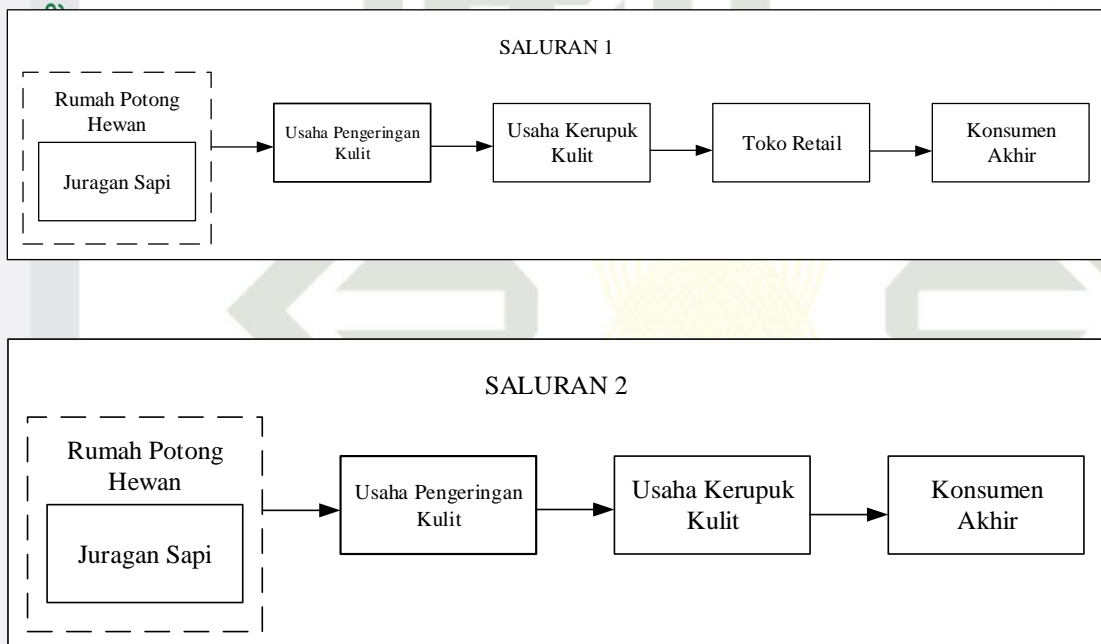 SALURAN 1
Rumah Potong
Hewan
Juragan Sapi
Usaha Pengeringan
Kulit
Usaha Kerupuk
Kulit
Toko Retail
Konsumen
Akhir
SALURAN 2
Rumah Potong
Hewan
Juragan Sapi
Usaha Pengeringan
Kulit
Usaha Kerupuk
Kulit
Konsumen
Akhir